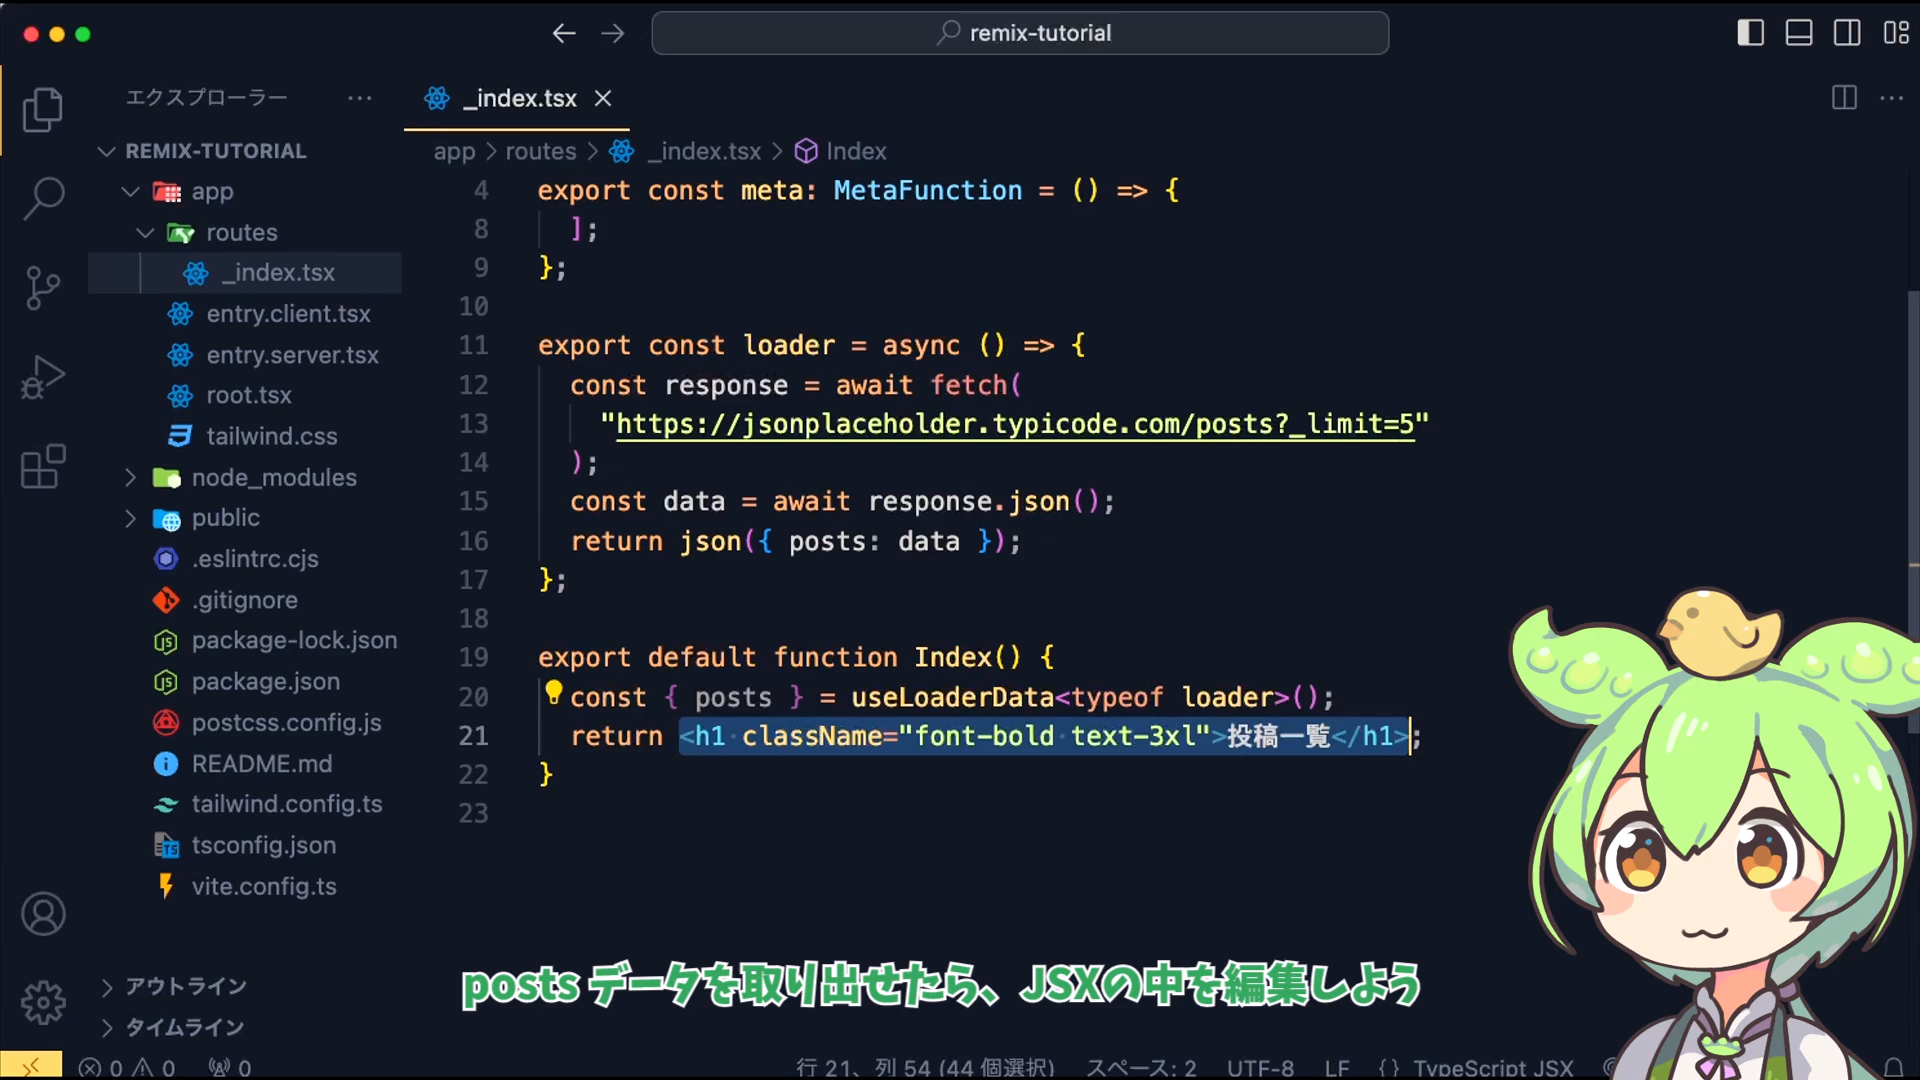 remix-tutorial
エクスプローラー
_index.tsx
REMIX-TUTORIAL
app
routes
_index.tsx
entry.client.tsx
entry.server.tsx
root.tsx
tailwind.css
node_modules
public
.eslintrc.cjs
.gitignore
package-lock.json
package.json
postcss.config.js
README.md
tailwind.config.ts
tsconfig.json
vite.config.ts
アウトライン
タイムライン
app > routes > _index.tsx > Index
4 export const meta: MetaFunction = () => {
8 ];
9 };
10
11 export const loader = async () => {
12 const response = await fetch(
13 "https://jsonplaceholder.typicode.com/posts?_limit=5"
14 );
15 const data = await response.json();
16 return json({ posts: data });
17 };
18
19 export default function Index() {
20 const { posts } = useLoaderData<typeof loader>();
21 return <h1 className="font-bold text-3xl">投稿一覧</h1>;
22 }
23
posts データを取り出せたら、JSXの中を編集しよう
0 0 0 行 21、列 54 (44 個選択) スペース: 2 UTF-8 LF {} TypeScript JSX